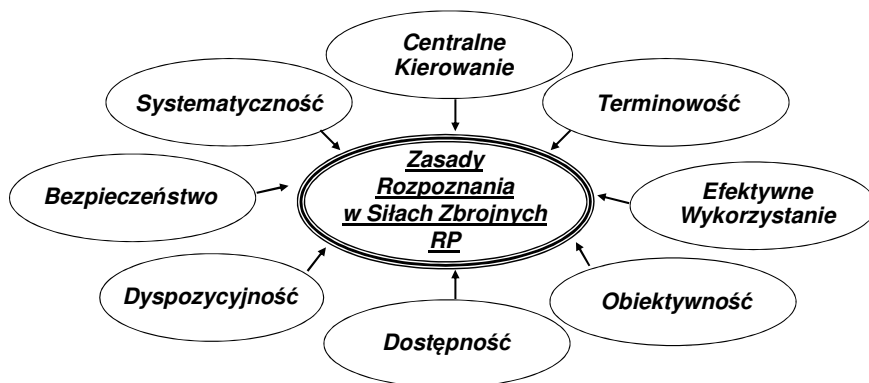 Centralne
Kierowanie
Systematyczność
Terminowość
Zasady
Rozpoznania
w Siłach Zbrojnych
RP
Bezpieczeństwo
Efektywne
Wykorzystanie
Dyspozycyjność
Obiektywność
Dostępność